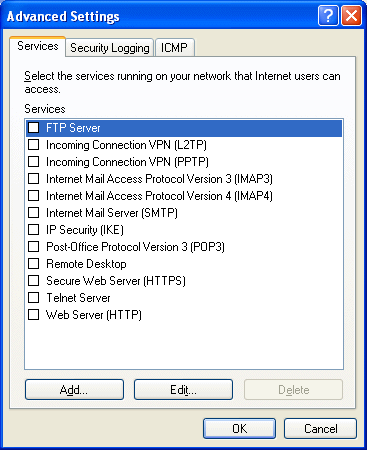 Advanced Settings
Services Security Logging ICMP
Select the services running on your network that Internet users can
access.
Services
FTP Server
Incoming Connection VPN (L2TP)
Incoming Connection VPN (PPTP)
Internet Mail Access Protocol Version 3 (IMAP3)
Internet Mail Access Protocol Version 4 (IMAP4)
Internet Mail Server (SMTP)
IP Security (IKE)
Post-Office Protocol Version 3 (POP3)
Remote Desktop
Secure Web Server (HTTPS)
Telnet Server
Web Server (HTTP)
Add... Edit... Delete
OK Cancel